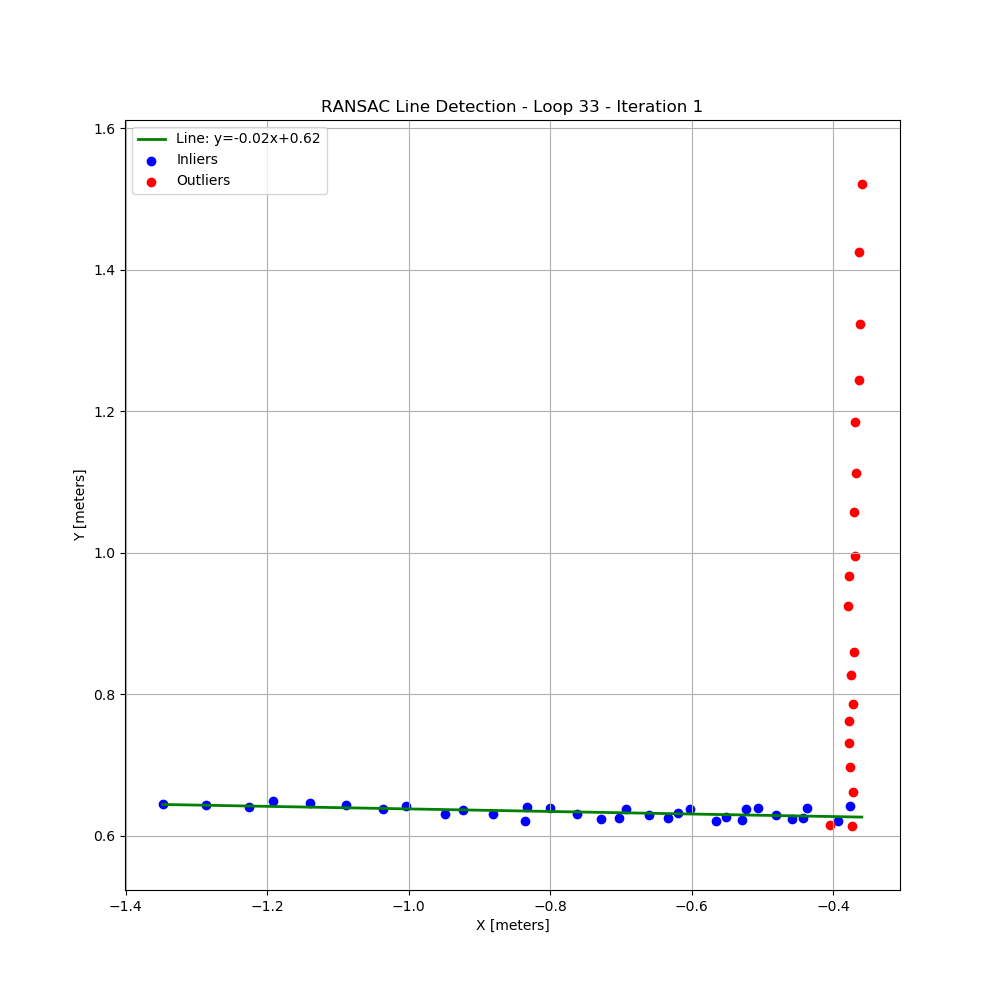 RANSAC Line Detection - Loop 33 - Iteration 1
Line: y=-0.02x+0.62
Inliers
Outliers
1.6
1.4
1.2
1.0
0.8
0.6
Y [meters]
−1.4 −1.2 −1.0 −0.8 −0.6 −0.4
X [meters]